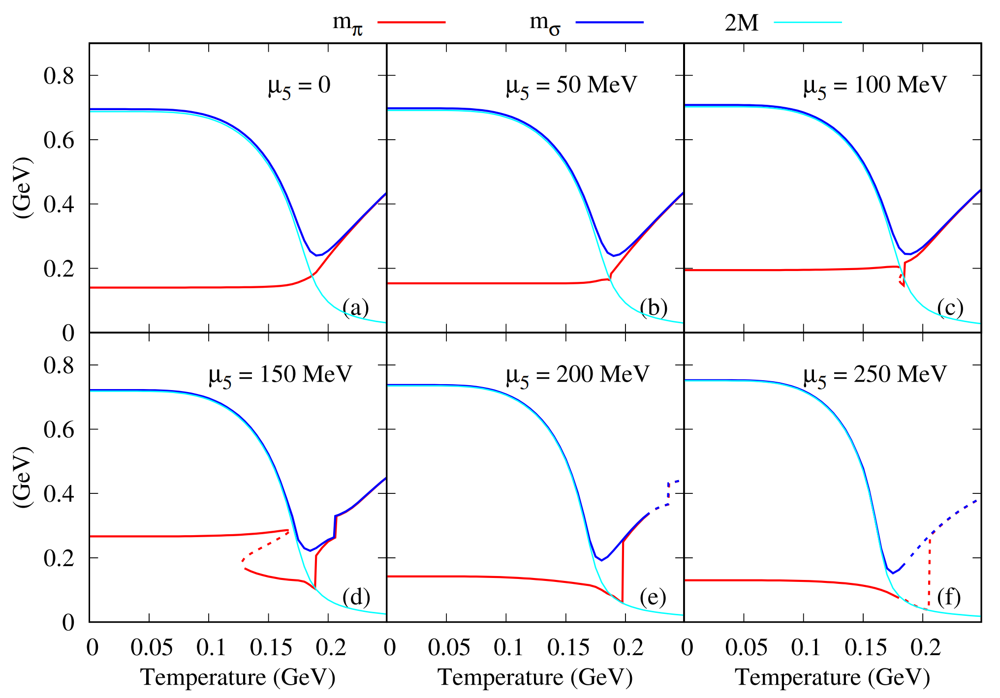 mπ mσ 2M
μ5 = 0 μ5 = 50 MeV μ5 = 100 MeV
0.8
0.6
(GeV)
0.4
0.2
(a) (b) (c)
0
μ5 = 150 MeV μ5 = 200 MeV μ5 = 250 MeV
0.8
0.6
(GeV)
0.4
0.2
(d) (e) (f)
0
0 0.05 0.1 0.15 0.2 0 0.05 0.1 0.15 0.2 0 0.05 0.1 0.15 0.2
Temperature (GeV) Temperature (GeV) Temperature (GeV)